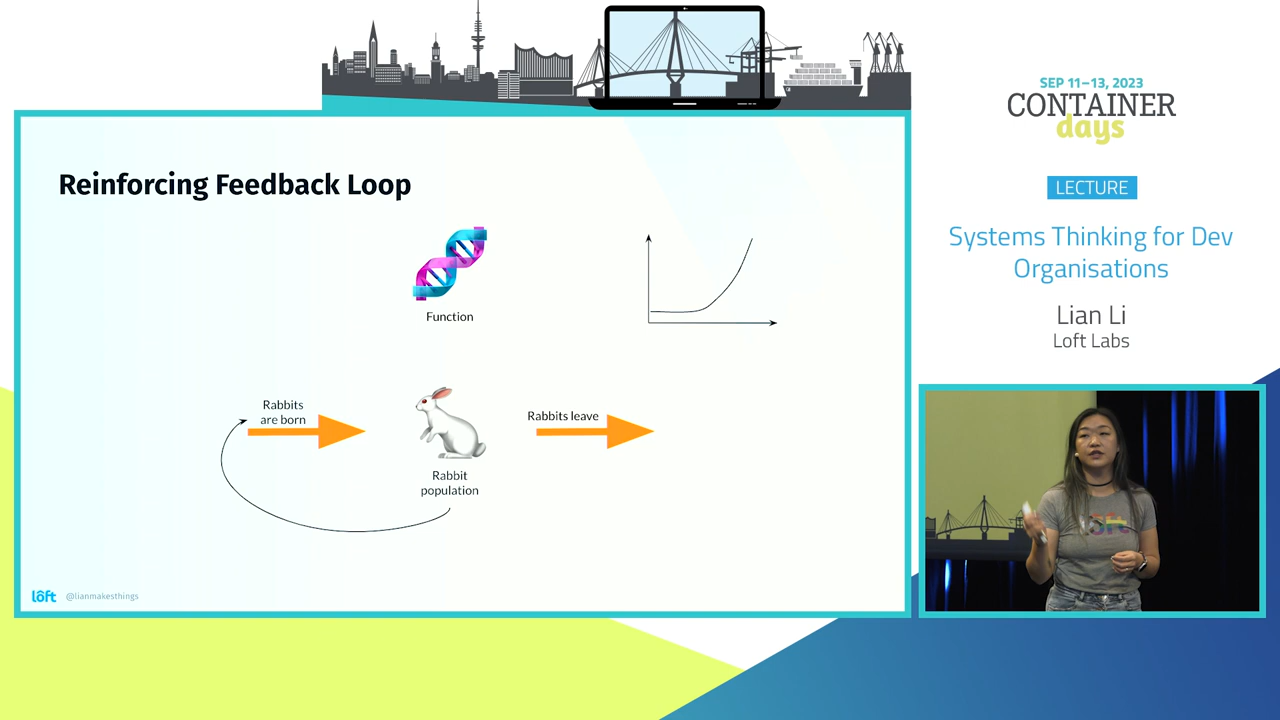 SEP 11–13, 2023
CONTAINER
days
LECTURE
Systems Thinking for Dev
Organisations
Lian Li
Loft Labs
Reinforcing Feedback Loop
Function
Rabbits
are born
Rabbits leave
Rabbit
population
lôft @lianmakesthings